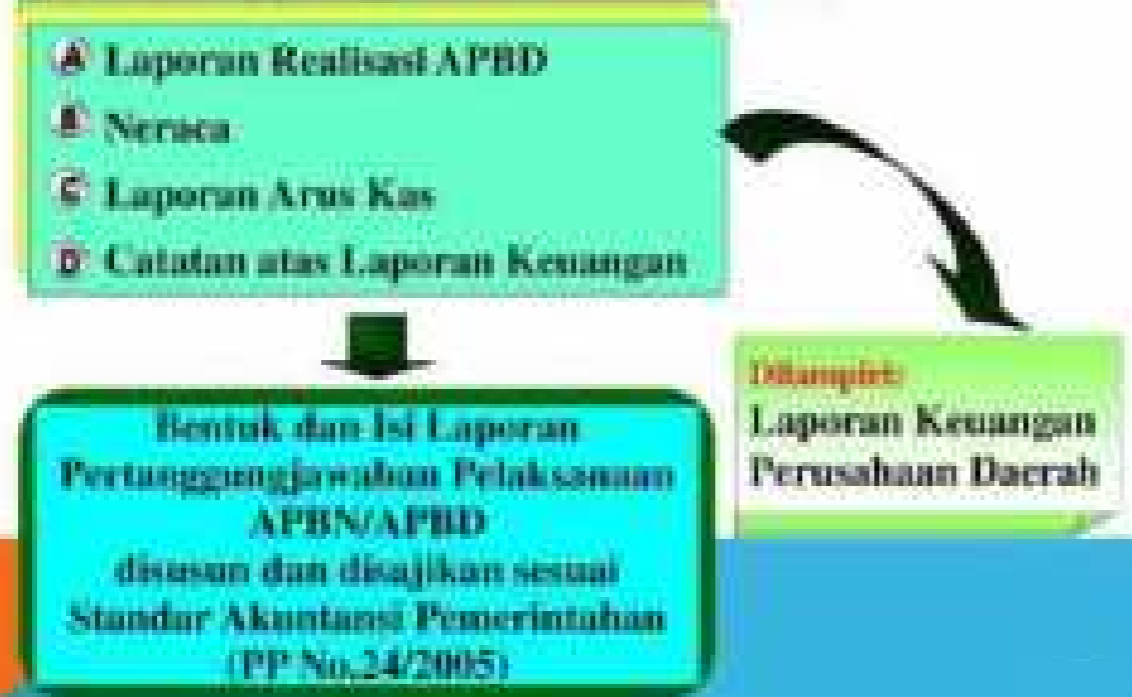 A Laporan Realisasi APBD
B Neraca
C Laporan Arus Kas
D Catatan atas Laporan Keuangan
Dilampiri:
Laporan Keuangan
Perusahaan Daerah
Bentuk dan Isi Laporan
Pertanggungjawaban Pelaksanaan
APBN/APBD
disusun dan disajikan sesuai
Standar Akuntansi Pemerintahan
(PP No.24/2005)